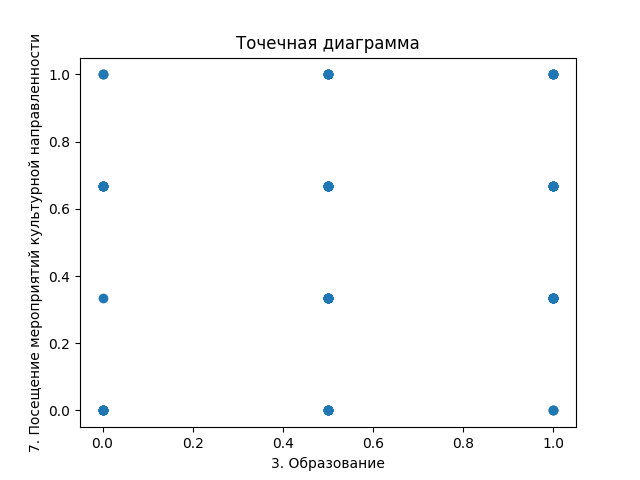 Точечная диаграмма
7. Посещение мероприятий культурной направленности
1.0
0.8
0.6
0.4
0.2
0.0
0.0 0.2 0.4 0.6 0.8 1.0
3. Образование